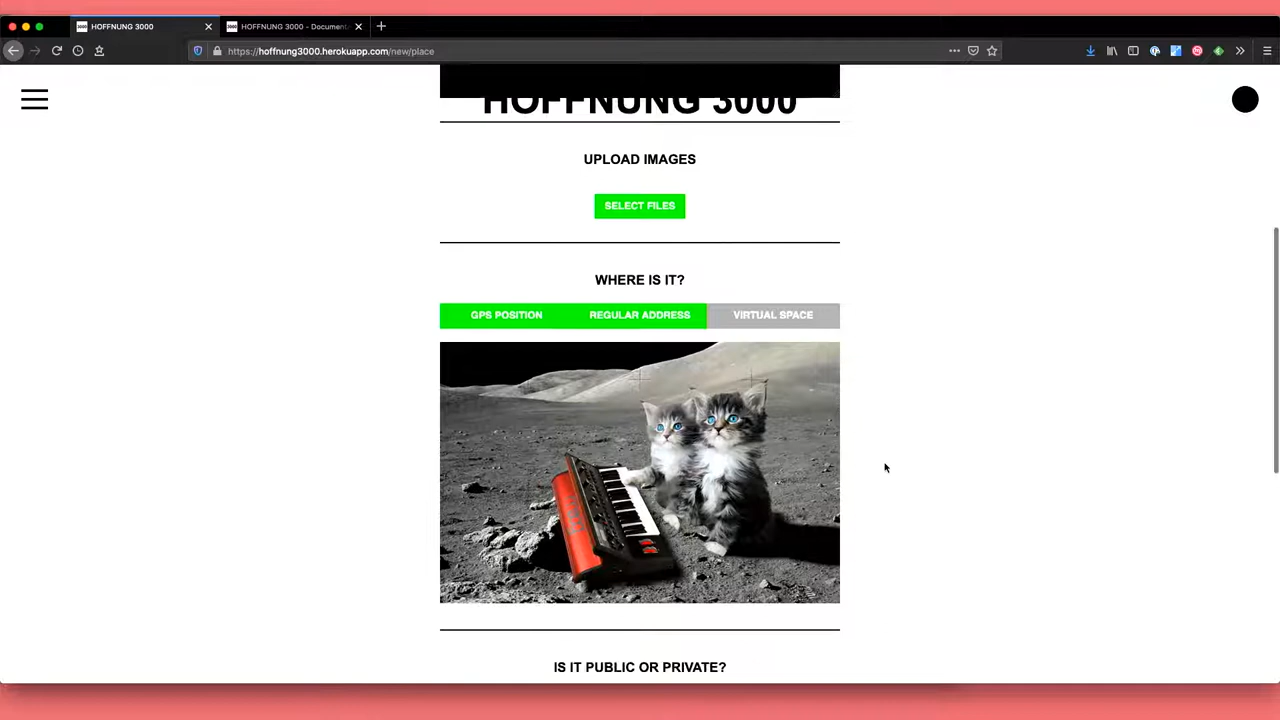 HOFFNUNG 3000
HOFFNUNG 3000 - Documentat
https://hoffnung3000.herokuapp.com/new/place
HOFFNUNG 3000
UPLOAD IMAGES
SELECT FILES
WHERE IS IT?
GPS POSITION
REGULAR ADDRESS
VIRTUAL SPACE
IS IT PUBLIC OR PRIVATE?